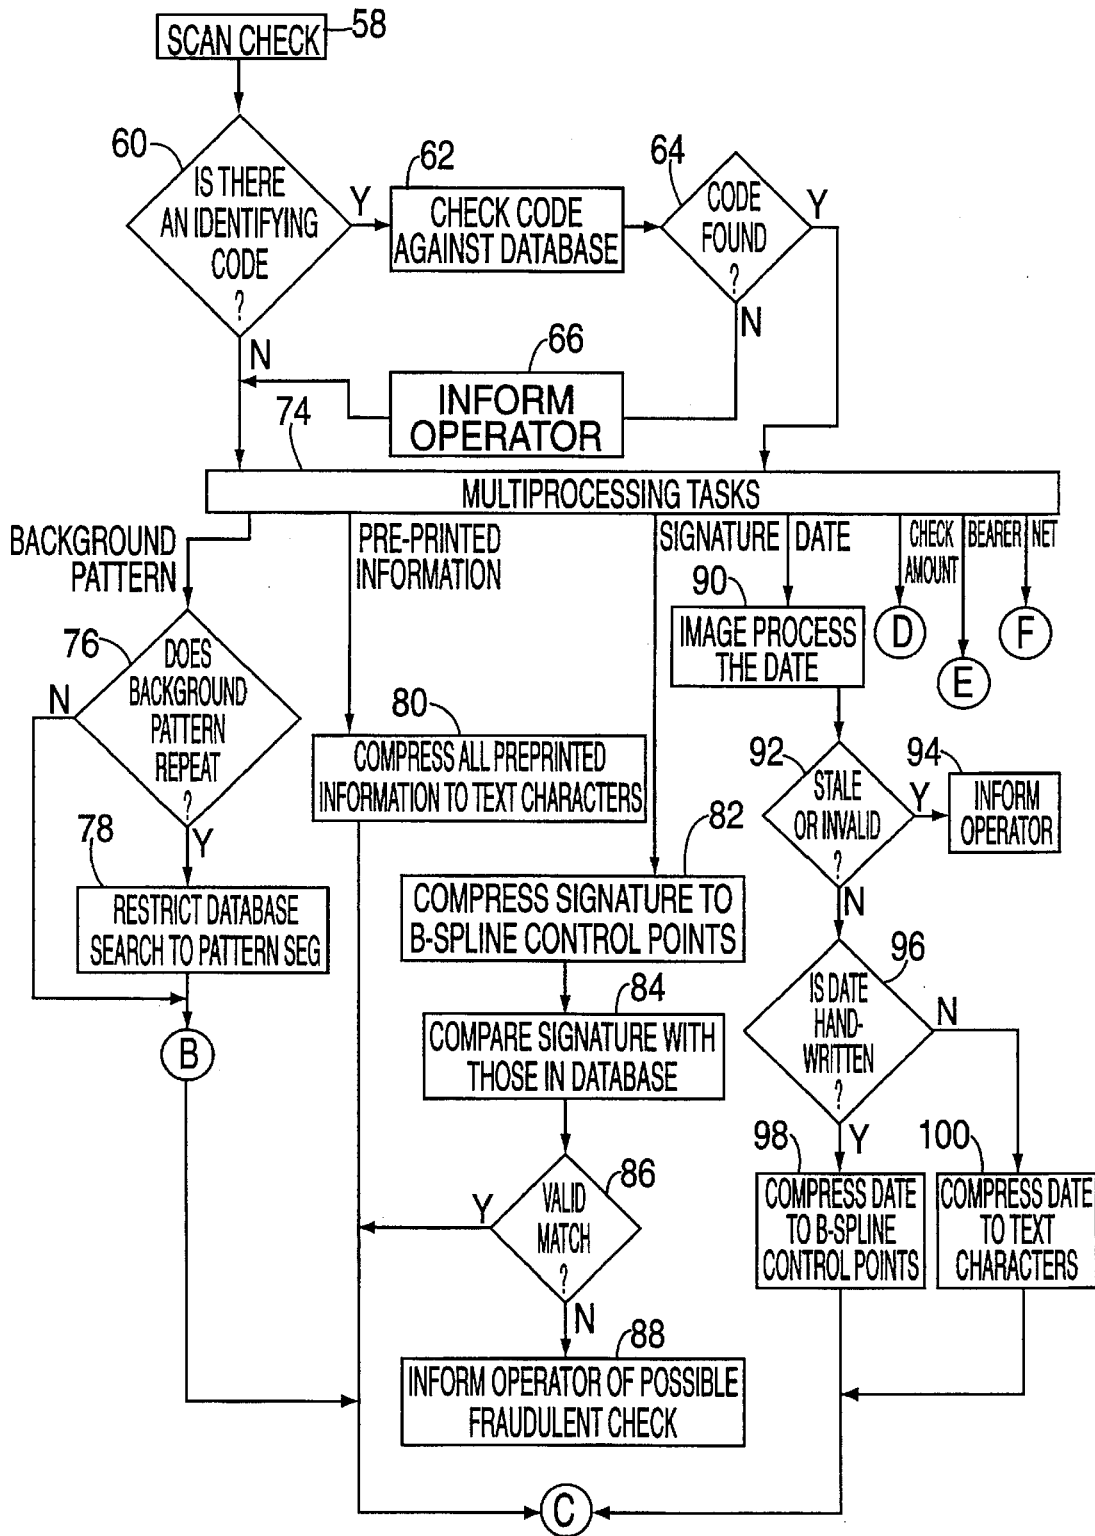 SCAN CHECK
58
60
IS THERE
AN IDENTIFYING
CODE
?
Y
62
CHECK CODE
AGAINST DATABASE
64
CODE
FOUND
?
Y
N
N
66
INFORM
OPERATOR
74
MULTIPROCESSING TASKS
BACKGROUND
PATTERN
PRE-PRINTED
INFORMATION
SIGNATURE
DATE
CHECK
AMOUNT
BEARER
NET
D
E
F
76
DOES
BACKGROUND
PATTERN
REPEAT
?
N
Y
78
RESTRICT DATABASE
SEARCH TO PATTERN SEG
B
80
COMPRESS ALL PREPRINTED
INFORMATION TO TEXT CHARACTERS
82
COMPRESS SIGNATURE TO
B-SPLINE CONTROL POINTS
84
COMPARE SIGNATURE WITH
THOSE IN DATABASE
86
VALID
MATCH
?
Y
N
88
INFORM OPERATOR OF POSSIBLE
FRAUDULENT CHECK
90
IMAGE PROCESS
THE DATE
92
STALE
OR INVALID
?
Y
94
INFORM
OPERATOR
N
96
IS DATE
HAND-
WRITTEN
?
N
Y
98
COMPRESS DATE
TO B-SPLINE
CONTROL POINTS
100
COMPRESS DATE
TO TEXT
CHARACTERS
C